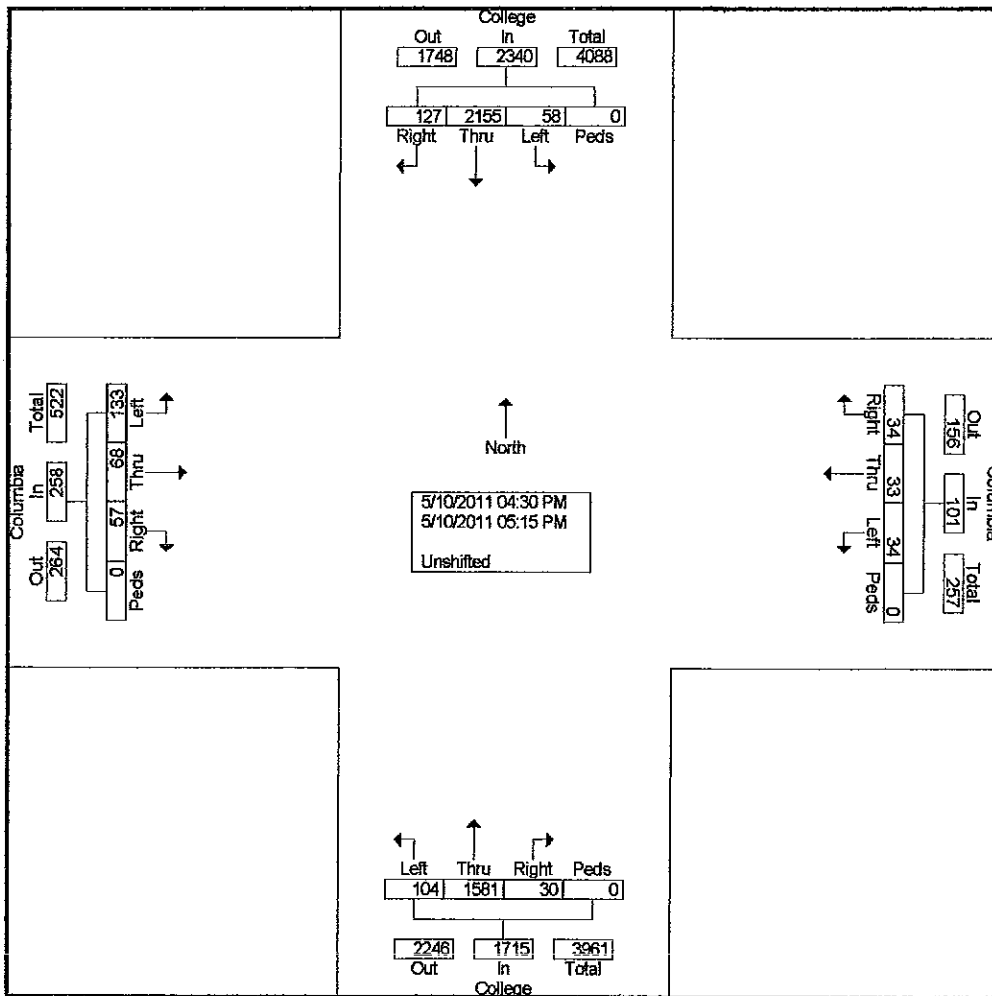 College
Out In Total
1748 2340 4088
127 2155 58 0
Right Thru Left Peds
Total In Out
522 258 264
Columbia
133 68 57 0
Left Thru Right Peds
North
5/10/2011 04:30 PM
5/10/2011 05:15 PM
Unshifted
Right Thru Left Peds
34 33 34 0
Out In Total
156 101 257
Columbia
Left Thru Right Peds
104 1581 30 0
2246 1715 3961
Out In Total
College